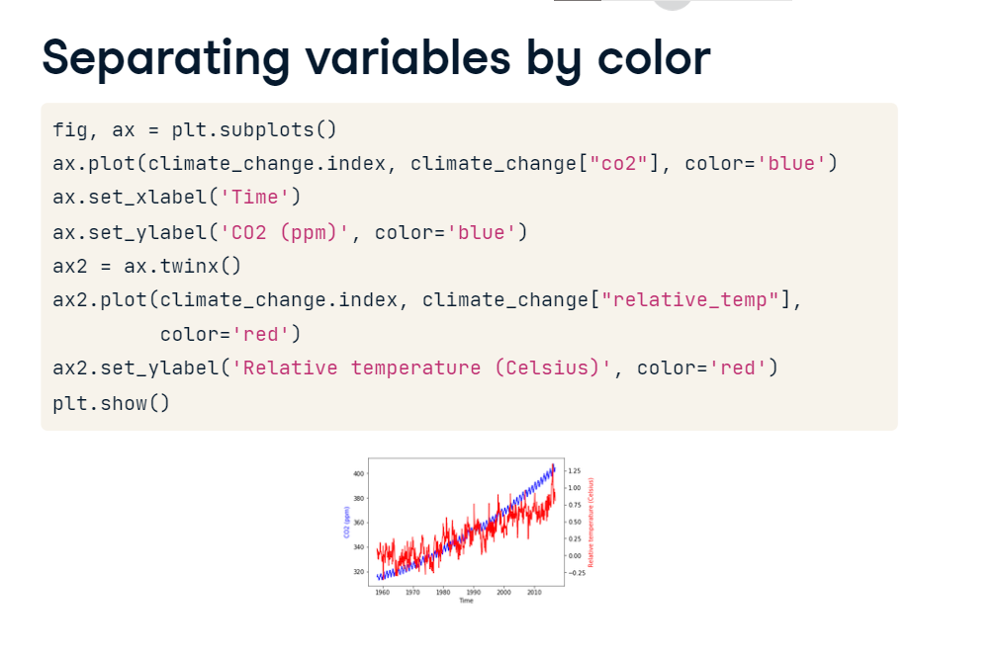 Separating variables by color
fig, ax = plt.subplots()
ax.plot(climate_change.index, climate_change["co2"], color='blue')
ax.set_xlabel('Time')
ax.set_ylabel('CO2 (ppm)', color='blue')
ax2 = ax.twinx()
ax2.plot(climate_change.index, climate_change["relative_temp"],
color='red')
ax2.set_ylabel('Relative temperature (Celsius)', color='red')
plt.show()
CO2 (ppm)
400
380
360
340
320
1.25
1.00
0.75
0.50
0.25
0.00
−0.25
Relative temperature (Celsius)
1960 1970 1980 1990 2000 2010
Time